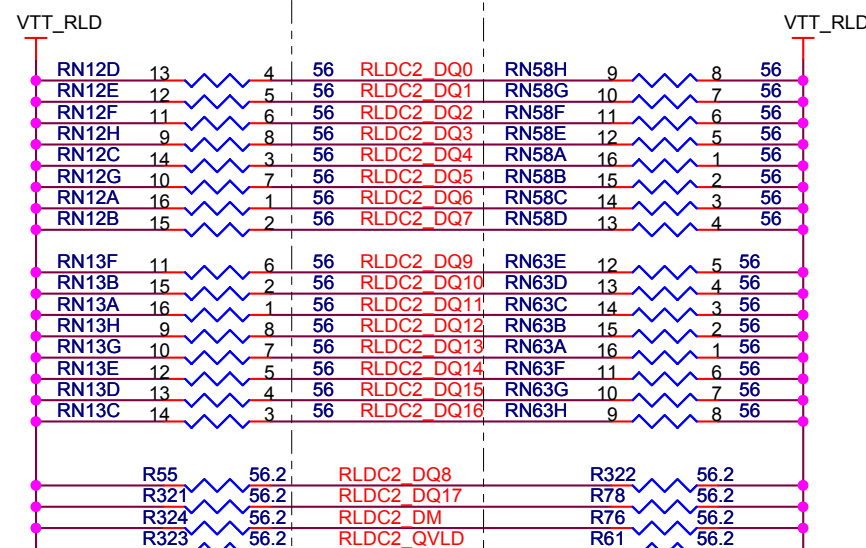 VTT_RLD VTT_RLD
RN12D 13 4 56 RLDC2_DQ0 RN58H 9 8 56
RN12E 12 5 56 RLDC2_DQ1 RN58G 10 7 56
RN12F 11 6 56 RLDC2_DQ2 RN58F 11 6 56
RN12H 9 8 56 RLDC2_DQ3 RN58E 12 5 56
RN12C 14 3 56 RLDC2_DQ4 RN58A 16 1 56
RN12G 10 7 56 RLDC2_DQ5 RN58B 15 2 56
RN12A 16 1 56 RLDC2_DQ6 RN58C 14 3 56
RN12B 15 2 56 RLDC2_DQ7 RN58D 13 4 56
RN13F 11 6 56 RLDC2_DQ9 RN63E 12 5 56
RN13B 15 2 56 RLDC2_DQ10 RN63D 13 4 56
RN13A 16 1 56 RLDC2_DQ11 RN63C 14 3 56
RN13H 9 8 56 RLDC2_DQ12 RN63B 15 2 56
RN13G 10 7 56 RLDC2_DQ13 RN63A 16 1 56
RN13E 12 5 56 RLDC2_DQ14 RN63F 11 6 56
RN13D 13 4 56 RLDC2_DQ15 RN63G 10 7 56
RN13C 14 3 56 RLDC2_DQ16 RN63H 9 8 56
R55 56.2 RLDC2_DQ8 R322 56.2
R321 56.2 RLDC2_DQ17 R78 56.2
R324 56.2 RLDC2_DM R76 56.2
R323 56.2 RLDC2_QVLD R61 56.2